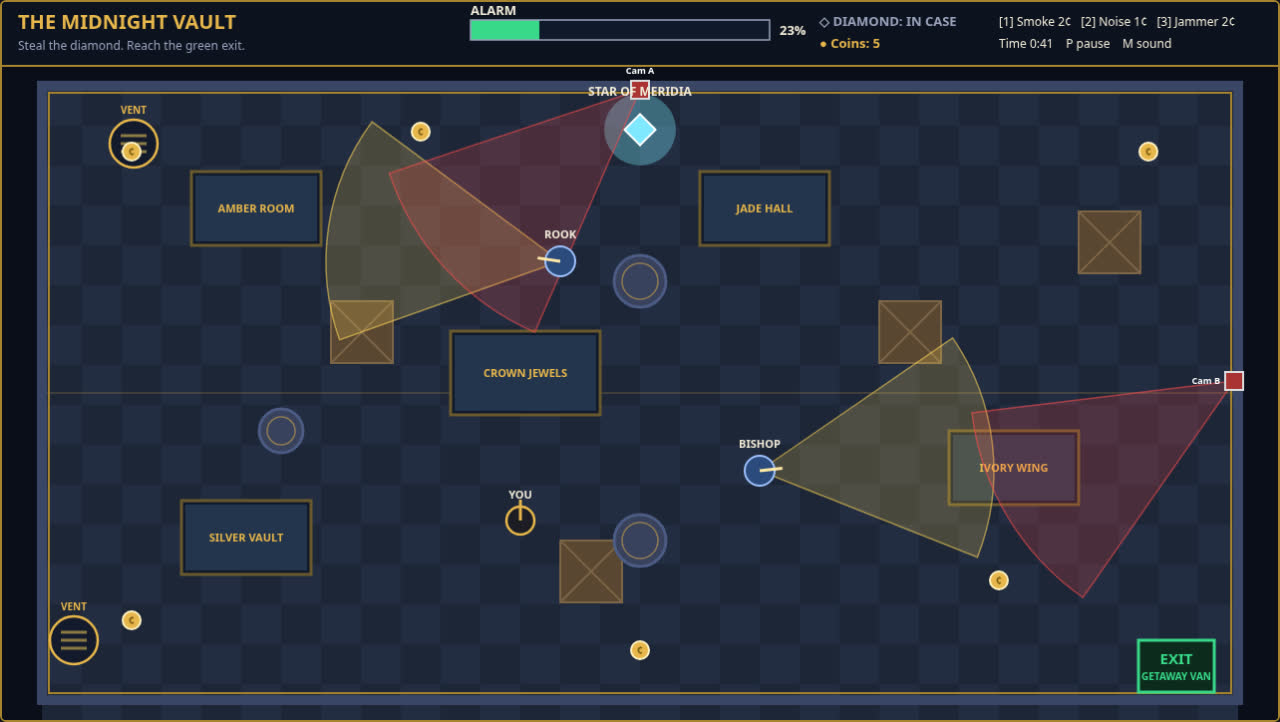 THE MIDNIGHT VAULT
Steal the diamond. Reach the green exit.
ALARM
23%
◇ DIAMOND: IN CASE
● Coins: 5
[1] Smoke 2¢ [2] Noise 1¢ [3] Jammer 2¢
Time 0:41 P pause M sound
Cam A
STAR OF MERIDIA
VENT
¢
¢
¢
AMBER ROOM
JADE HALL
ROOK
CROWN JEWELS
Cam B
BISHOP
IVORY WING
YOU
SILVER VAULT
¢
VENT
¢
¢
EXIT
GETAWAY VAN